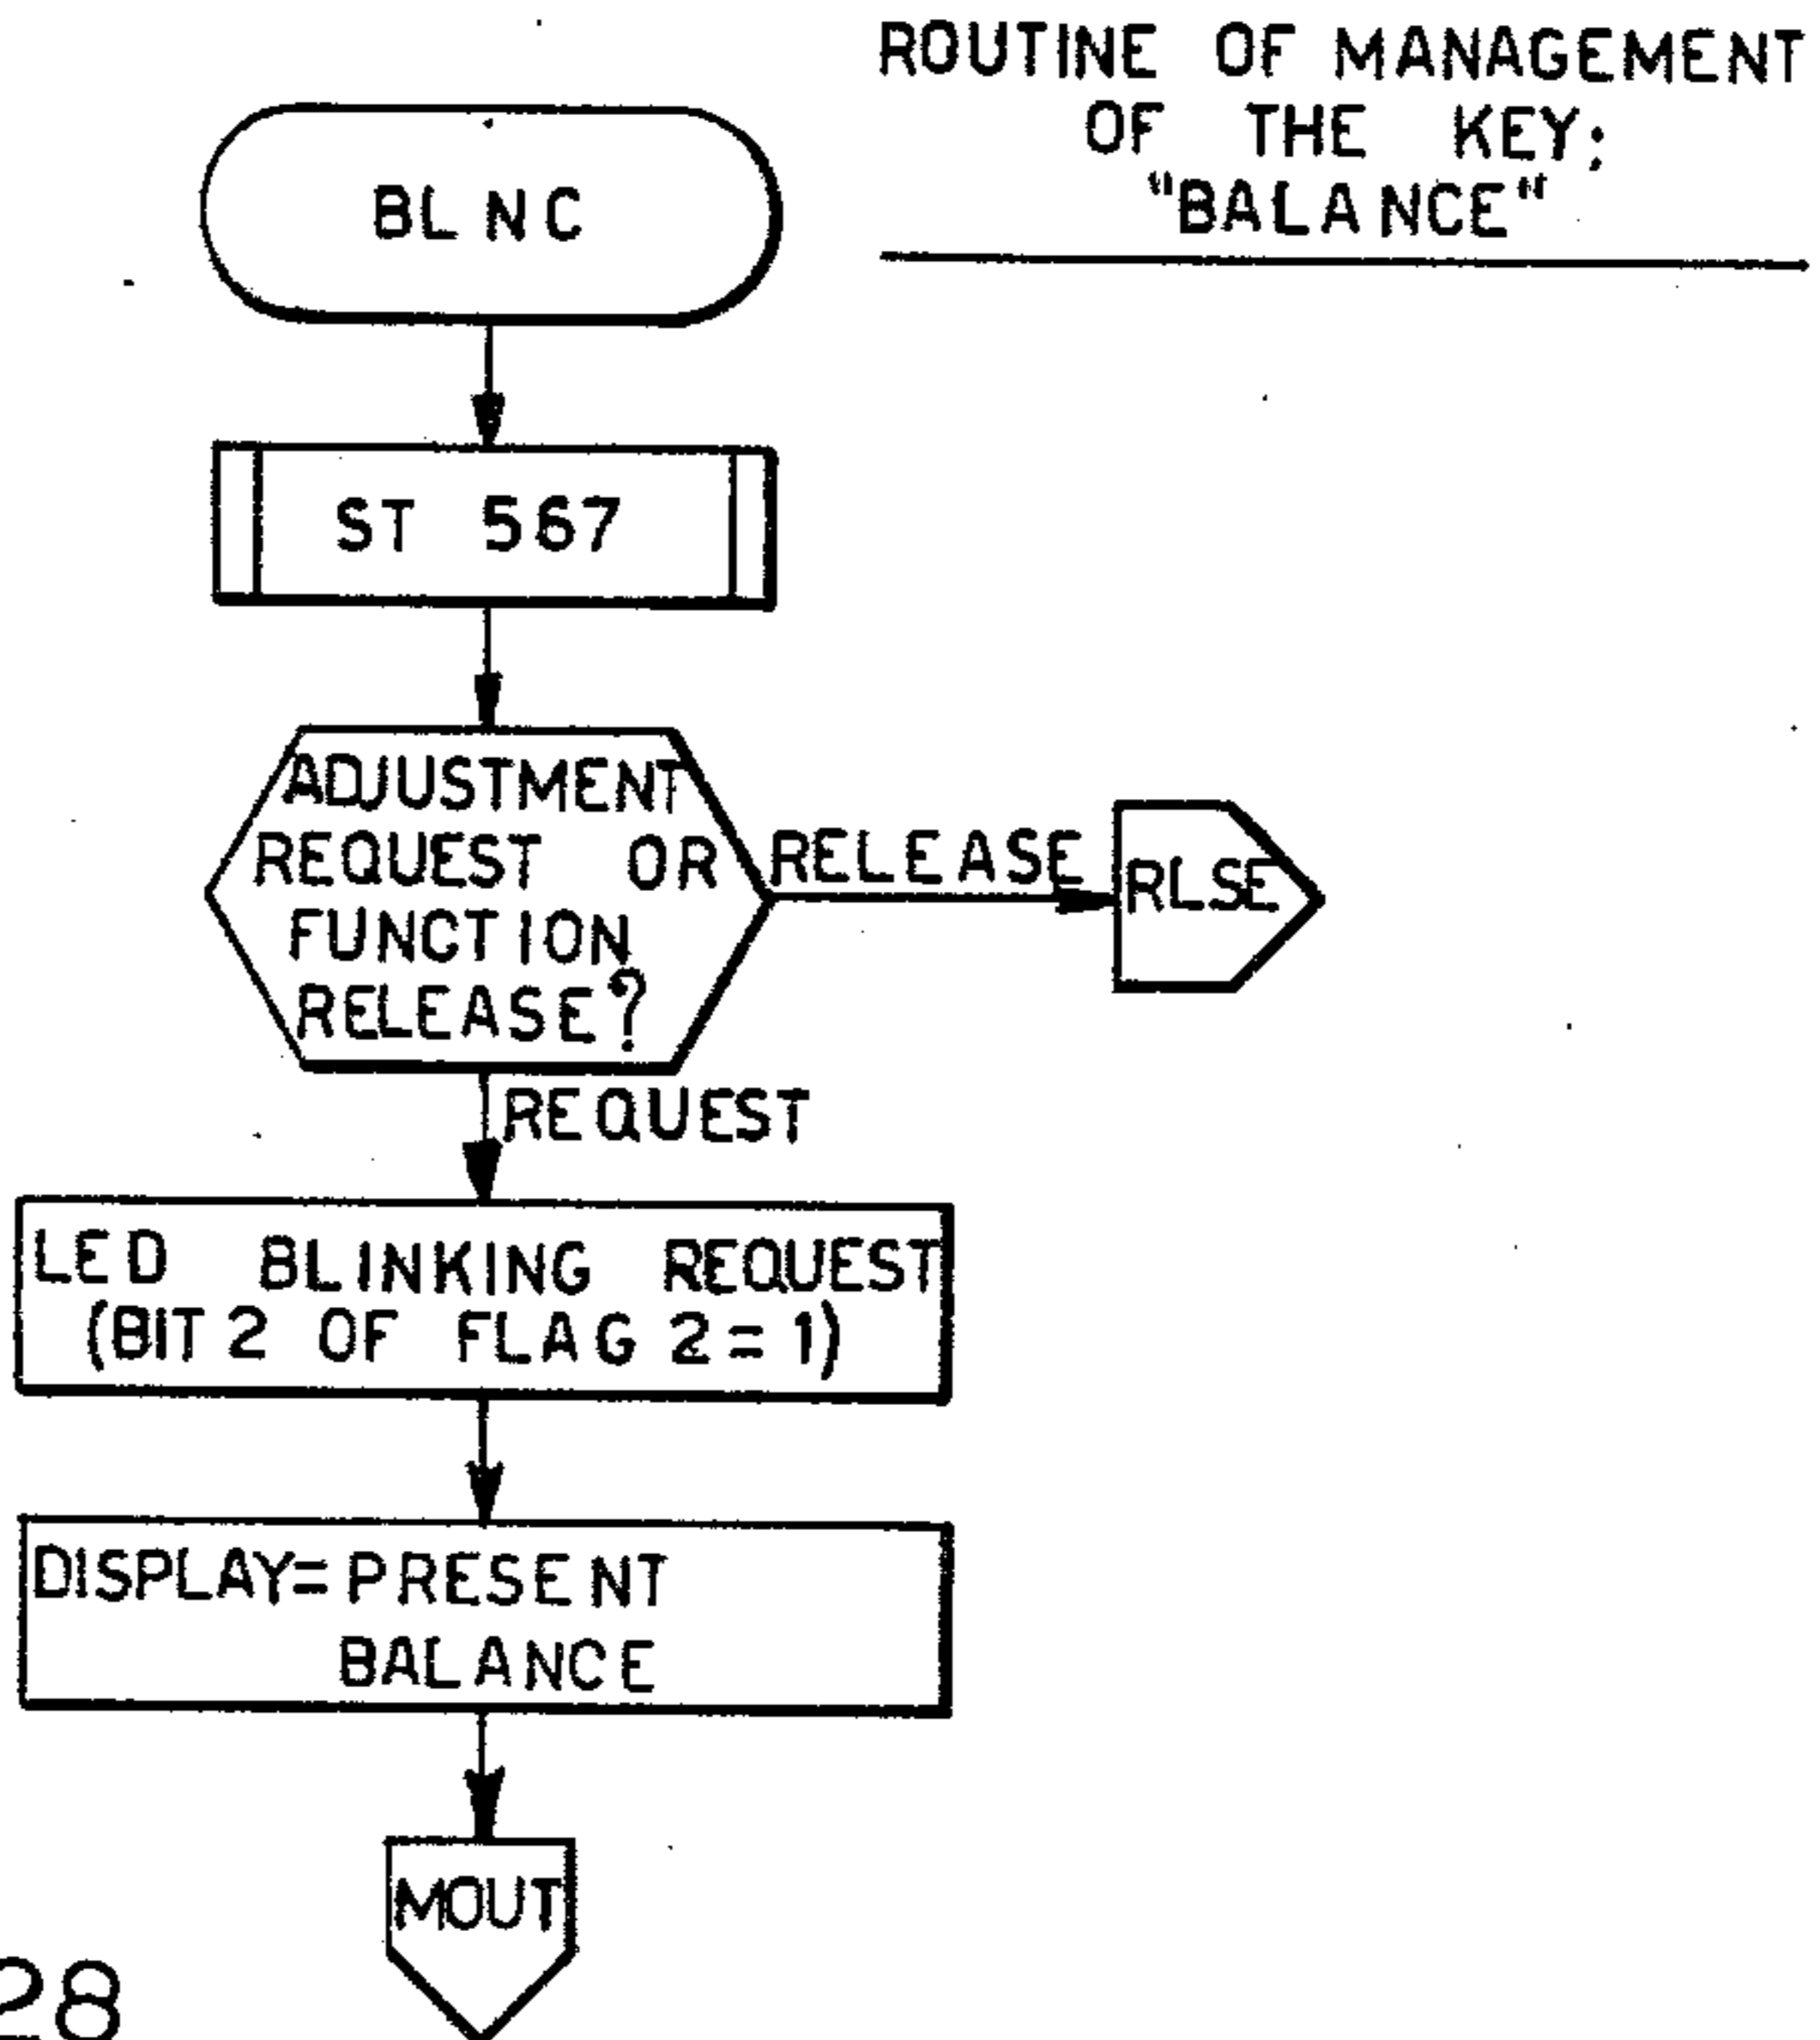 ROUTINE OF MANAGEMENT
OF THE KEY:
"BALANCE"
BLNC
ST 567
ADJUSTMENT
REQUEST OR
FUNCTION
RELEASE?
RELEASE
RLSE
REQUEST
LED BLINKING REQUEST
(BIT 2 OF FLAG 2 = 1)
DISPLAY= PRESENT
BALANCE
MOUT
28